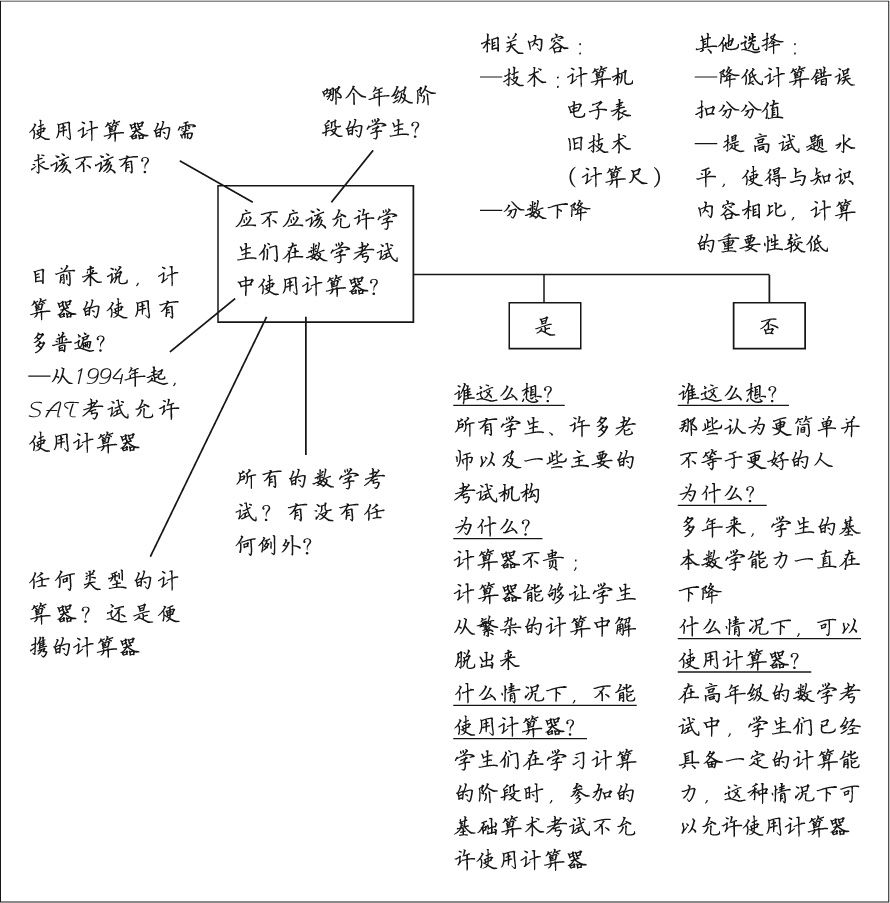 使用计算器的需
求该不该有？
哪个年级阶
段的学生？
应不应该允许学
生们在数学考试
中使用计算器？
目前来说，计
算器的使用有
多普遍？
—从1994年起，
SAT考试允许
使用计算器
所有的数学考
试？有没有任
何例外？
任何类型的计
算器？还是便
携的计算器
相关内容：
—技术：计算机
电子表
旧技术
（计算尺）
—分数下降
其他选择：
—降低计算错误
扣分分值
—提高试题水
平，使得与知识
内容相比，计算
的重要性较低
是
谁这么想？
所有学生、许多老
师以及一些主要的
考试机构
为什么？
计算器不贵；
计算器能够让学生
从繁杂的计算中解
脱出来
什么情况下，不能
使用计算器？
学生们在学习计算
的阶段时，参加的
基础算术考试不允
许使用计算器
否
谁这么想？
那些认为更简单并
不等于更好的人
为什么？
多年来，学生的基
本数学能力一直在
下降
什么情况下，可以
使用计算器？
在高年级的数学考
试中，学生们已经
具备一定的计算能
力，这种情况下可
以允许使用计算器